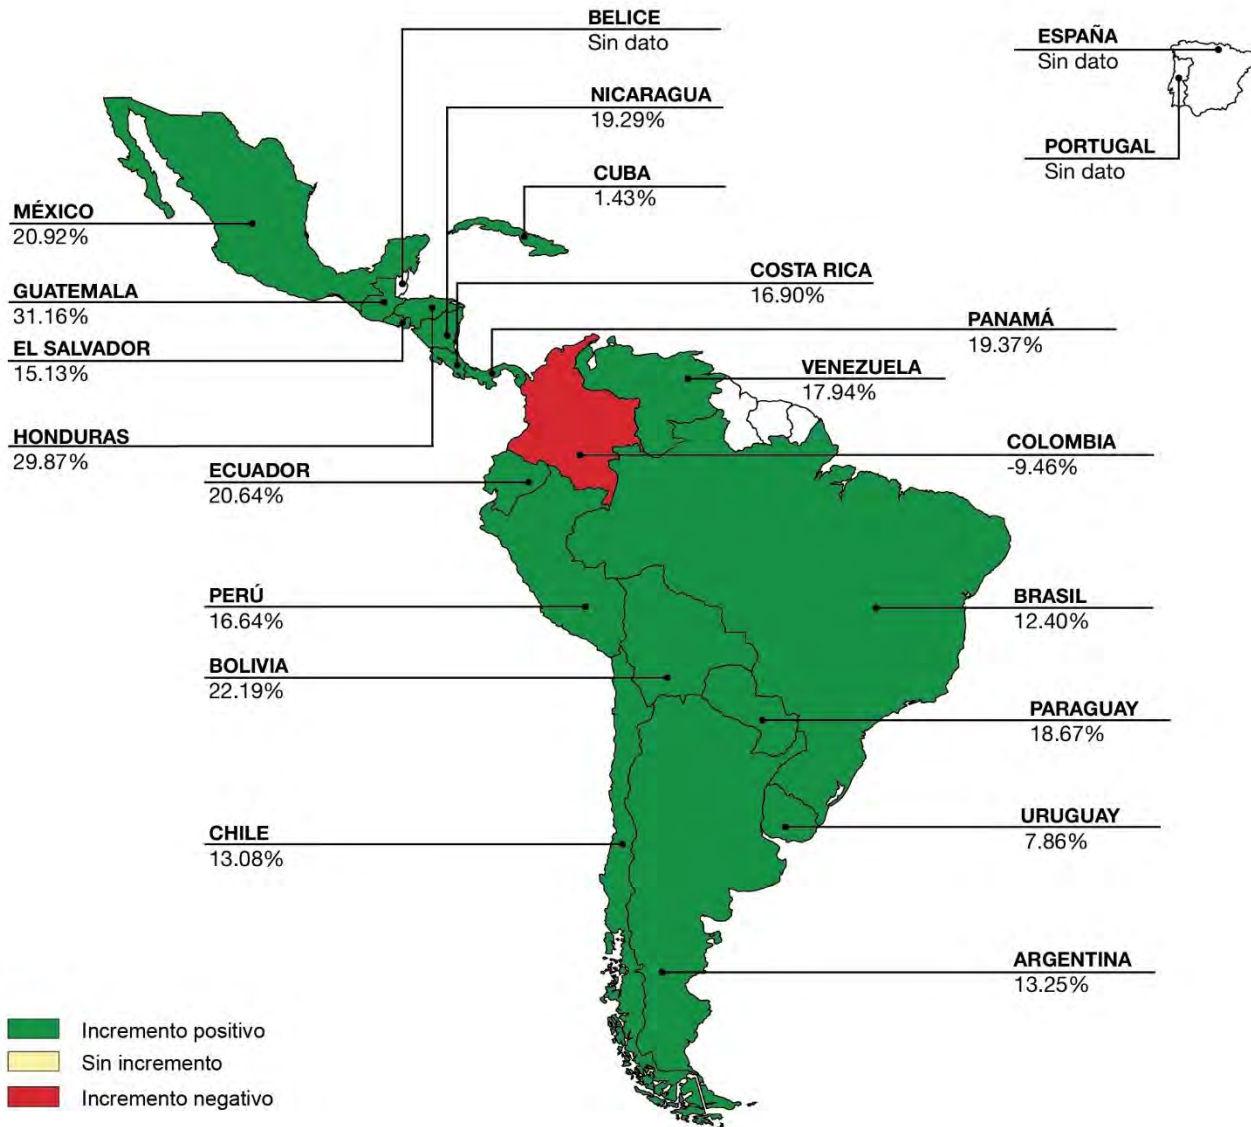 BELICE
Sin dato
ESPAÑA
Sin dato
NICARAGUA
19.29%
PORTUGAL
Sin dato
CUBA
1.43%
MÉXICO
20.92%
COSTA RICA
16.90%
GUATEMALA
31.16%
PANAMÁ
19.37%
EL SALVADOR
15.13%
VENEZUELA
17.94%
HONDURAS
29.87%
COLOMBIA
-9.46%
ECUADOR
20.64%
PERÚ
16.64%
BRASIL
12.40%
BOLIVIA
22.19%
PARAGUAY
18.67%
URUGUAY
7.86%
CHILE
13.08%
ARGENTINA
13.25%
Incremento positivo
Sin incremento
Incremento negativo